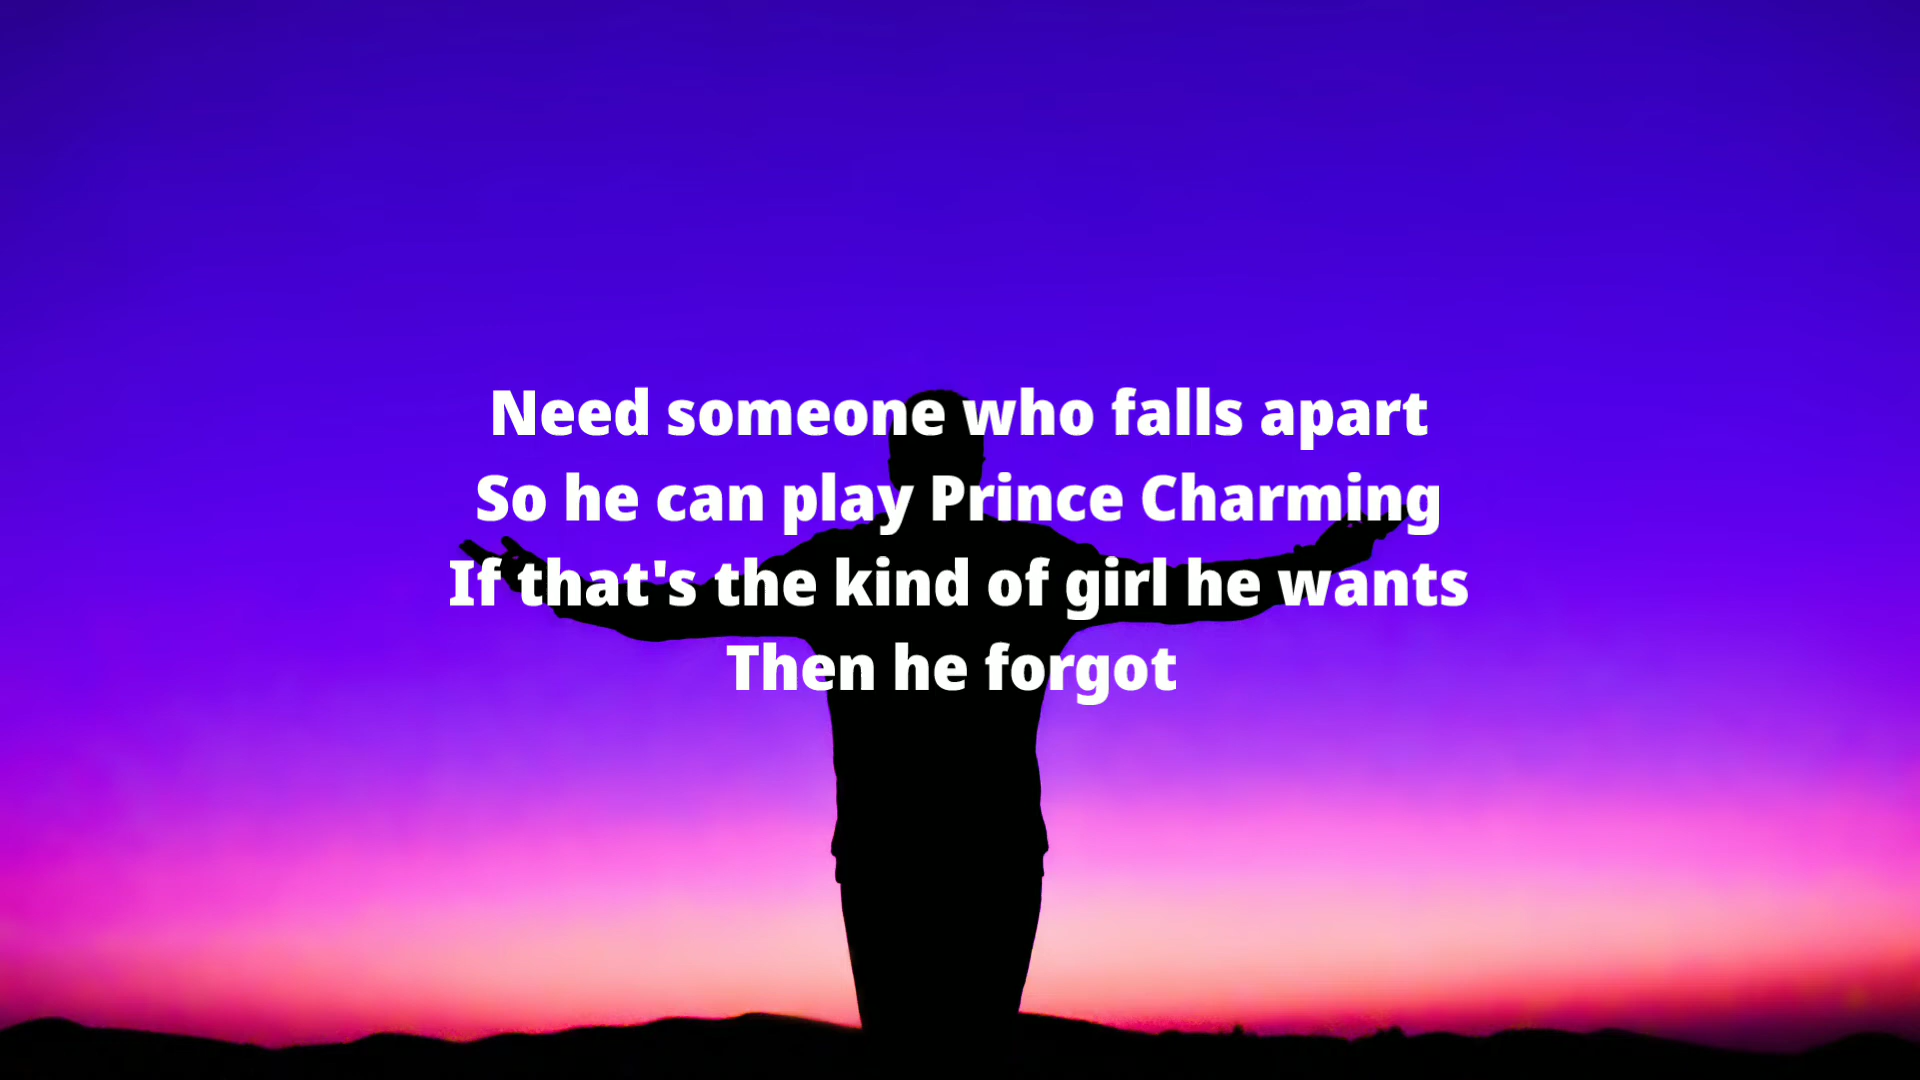 Need someone who falls apart
So he can play Prince Charming
If that's the kind of girl he wants
Then he forgot